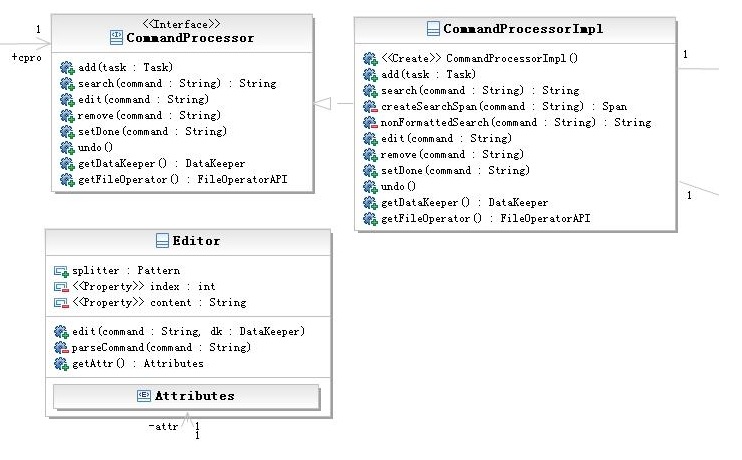 1
+cpro
<<Interface>>
CommandProcessor
add(task : Task)
search(command : String) : String
edit(command : String)
remove(command : String)
setDone(command : String)
undo()
getDataKeeper() : DataKeeper
getFileOperator() : FileOperatorAPI
CommandProcessorImpl
<<Create>> CommandProcessorImpl()
add(task : Task)
search(command : String) : String
createSearchSpan(command : String) : Span
nonFormattedSearch(command : String) : String
edit(command : String)
remove(command : String)
setDone(command : String)
undo()
getDataKeeper() : DataKeeper
getFileOperator() : FileOperatorAPI
1
1
Editor
splitter : Pattern
<<Property>> index : int
<<Property>> content : String
edit(command : String, dk : DataKeeper)
parseCommand(command : String)
getAttr() : Attributes
Attributes
-attr 1
1